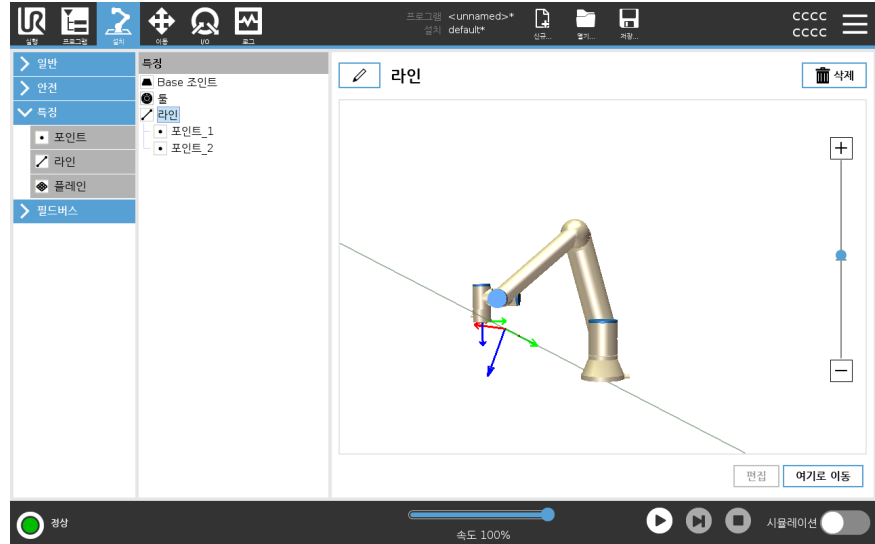 UR
실행
프로그램
설치
이동
I/O
로그
프로그램 <unnamed>*
설치 default*
신규...
열기...
저장...
CCCC
CCCC
일반
안전
특징
포인트
라인
플레인
필드버스
특징
Base 조인트
툴
라인
포인트_1
포인트_2
라인
삭제
편집
여기로 이동
정상
속도 100%
시뮬레이션